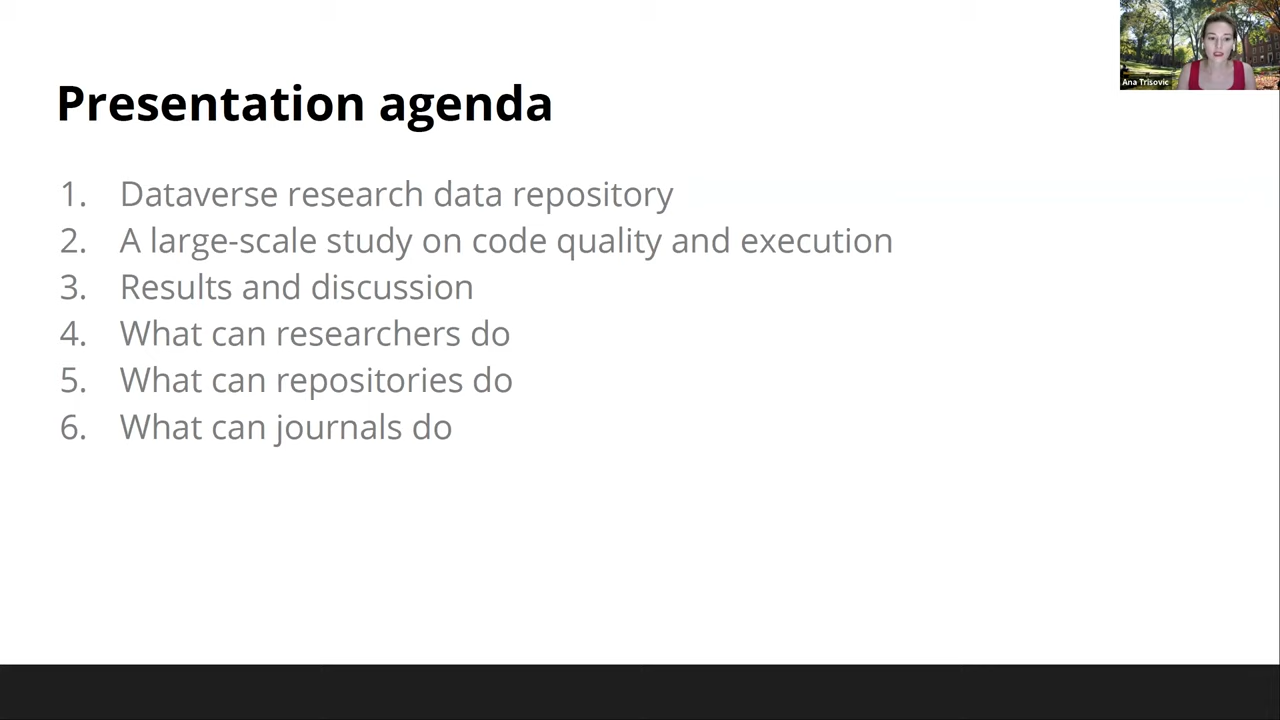 Ana Trisovic
Presentation agenda
1. Dataverse research data repository
2. A large-scale study on code quality and execution
3. Results and discussion
4. What can researchers do
5. What can repositories do
6. What can journals do